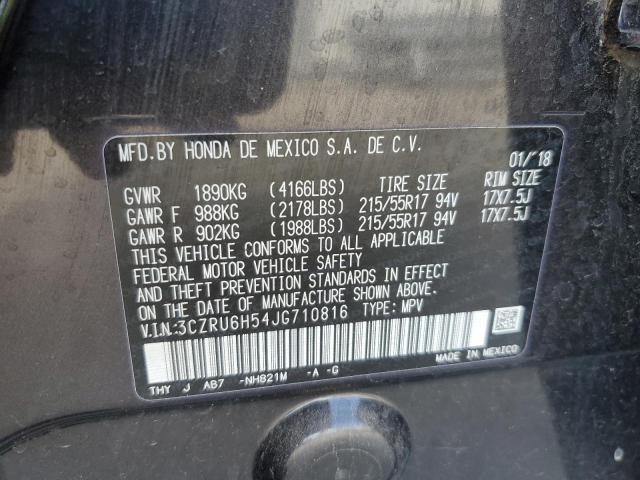 MFD.BY HONDA DE MEXICO S.A. DE C.V.
01/'18
GVWR 1890KG (4166LBS) TIRE SIZE RIM SIZE
GAWR F 988KG (2178LBS) 215/55R17 94V 17X7.5J
GAWR R 902KG (1988LBS) 215/55R17 94V 17X7.5J
THIS VEHICLE CONFORMS TO ALL APPLICABLE
FEDERAL MOTOR VEHICLE SAFETY
AND THEFT PREVENTION STANDARDS IN EFFECT
ON THE DATE OF MANUFACTURE SHOWN ABOVE.
V.I.N:3CZRU6H54JG710816 TYPE: MPV
THY J AB7 -NH821M -A -G
MADE IN MEXICO